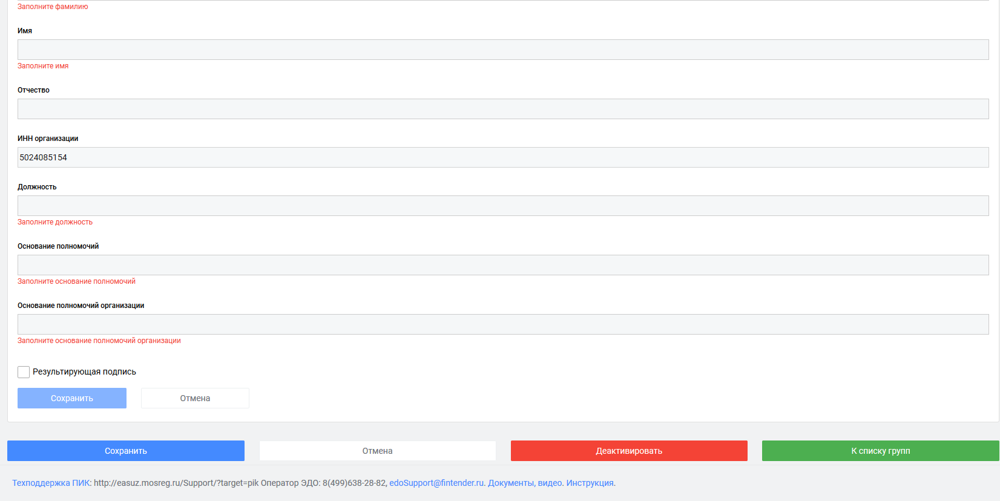 Заполните фамилию
Имя
Заполните имя
Отчество
ИНН организации
5024085154
Должность
Заполните должность
Основание полномочий
Заполните основание полномочий
Основание полномочий организации
Заполните основание полномочий организации
Результирующая подпись
Сохранить Отмена
Сохранить Отмена Деактивировать К списку групп
Техподдержка ПИК: http://easuz.mosreg.ru/Support/?target=pik Оператор ЭДО: 8(499)638-28-82, edoSupport@fintender.ru. Документы, видео. Инструкция.